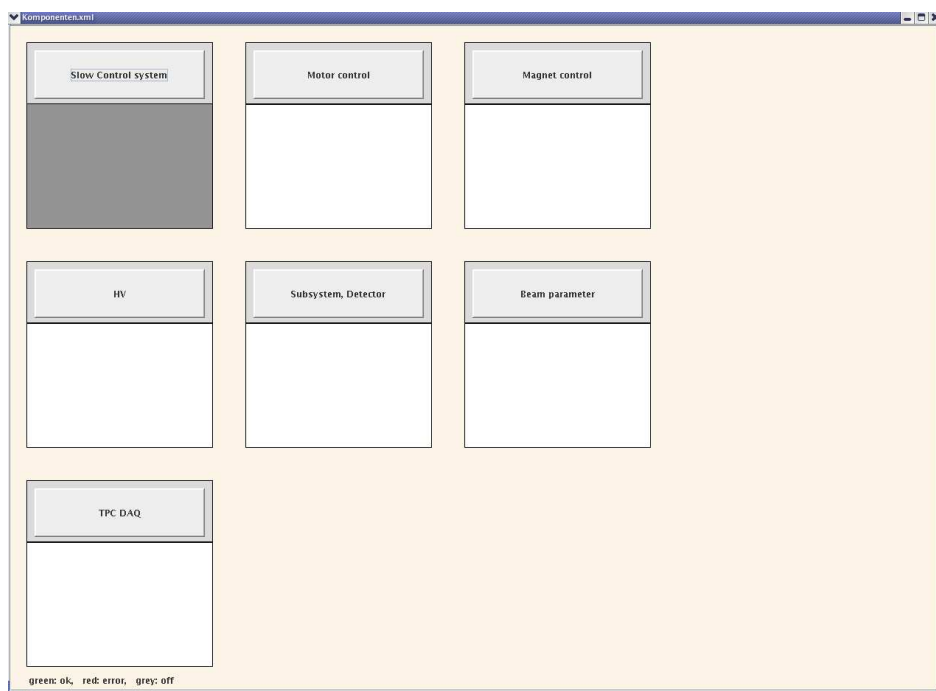 Komponenten.xml
Slow Control system
Motor control
Magnet control
HV
Subsystem, Detector
Beam parameter
TPC DAQ
green: ok, red: error, grey: off